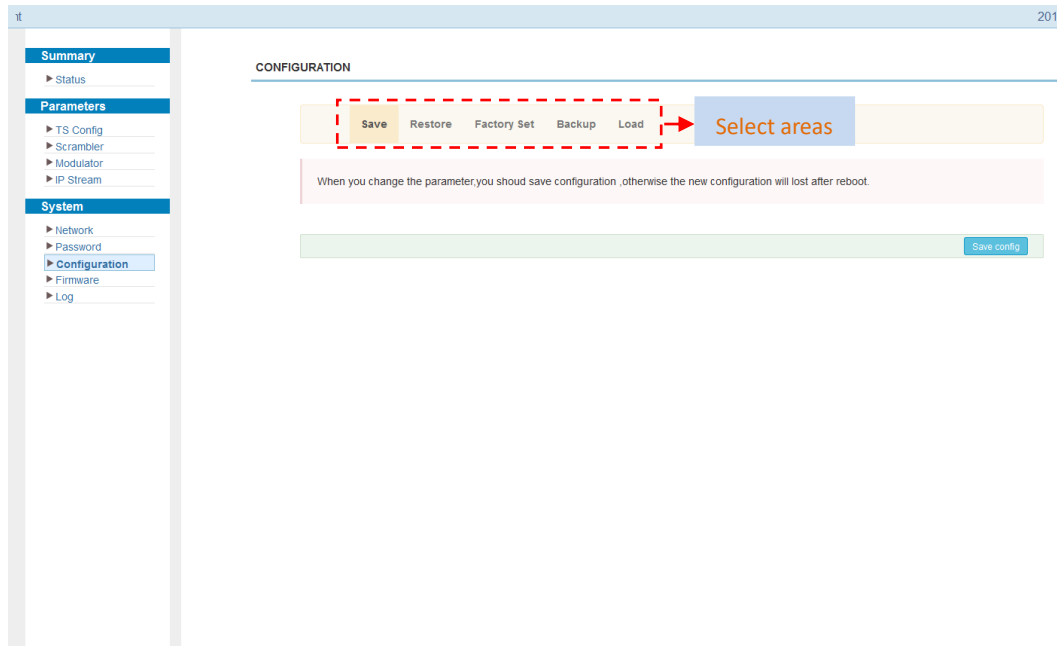 nt 201
Summary
Status
Parameters
TS Config
Scrambler
Modulator
IP Stream
System
Network
Password
Configuration
Firmware
Log
CONFIGURATION
Save Restore Factory Set Backup Load Select areas
When you change the parameter,you shoud save configuration ,otherwise the new configuration will lost after reboot.
Save config